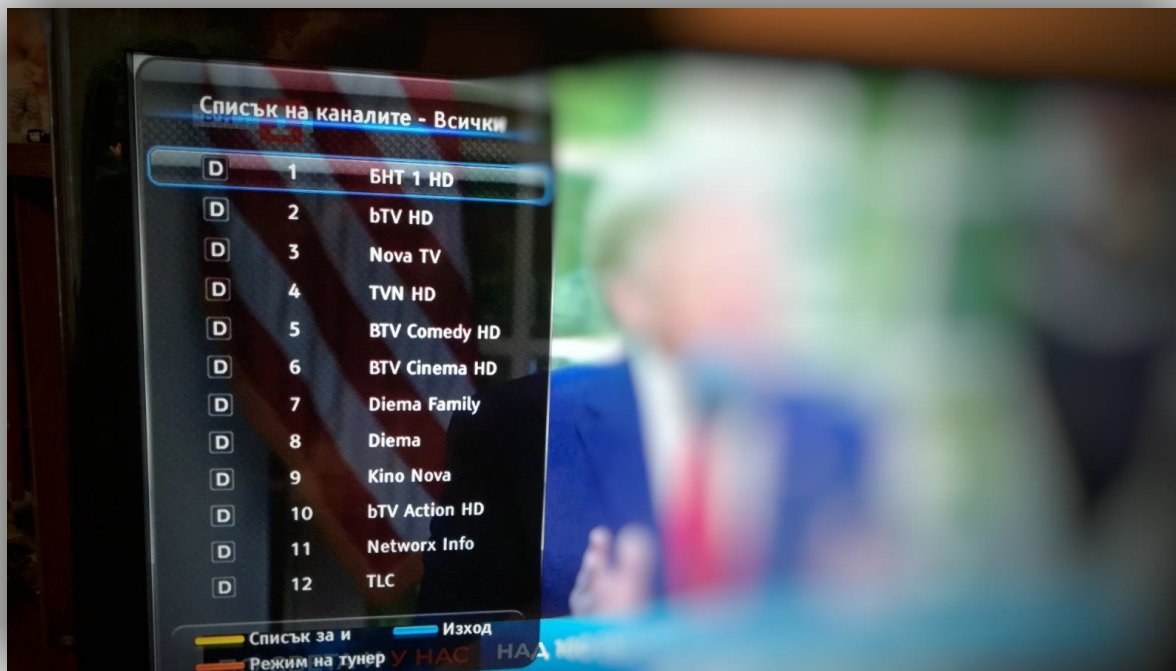 Списък на каналите - Всички
D 1 БНТ 1 HD
D 2 bTV HD
D 3 Nova TV
D 4 TVN HD
D 5 BTV Comedy HD
D 6 BTV Cinema HD
D 7 Diema Family
D 8 Diema
D 9 Kino Nova
D 10 bTV Action HD
D 11 Networx Info
D 12 TLC
Списък за и Изход
Режим на тунер У НАС НАД